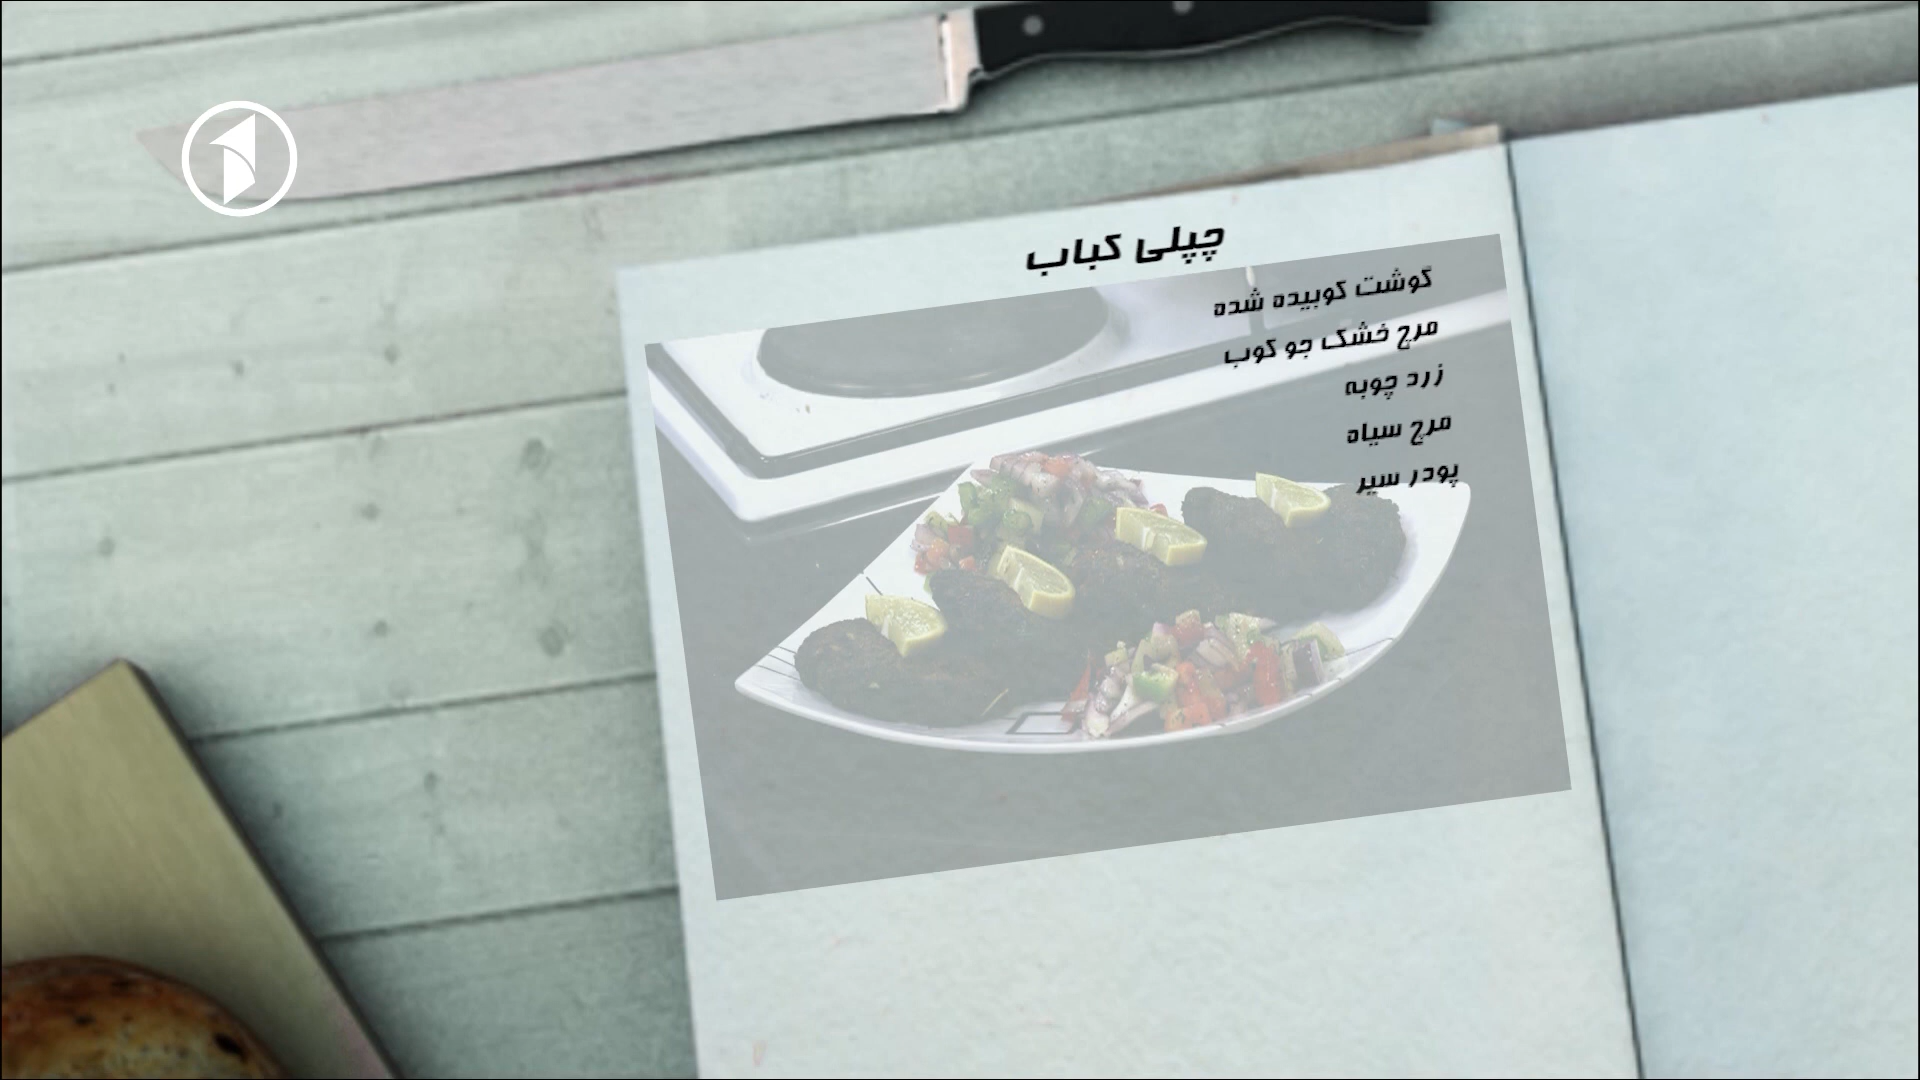 چپلی کباب
گوشت کوبیده شده
مرچ خشک جو کوب
زرد چوبه
مرچ سیاه
پودر سیر